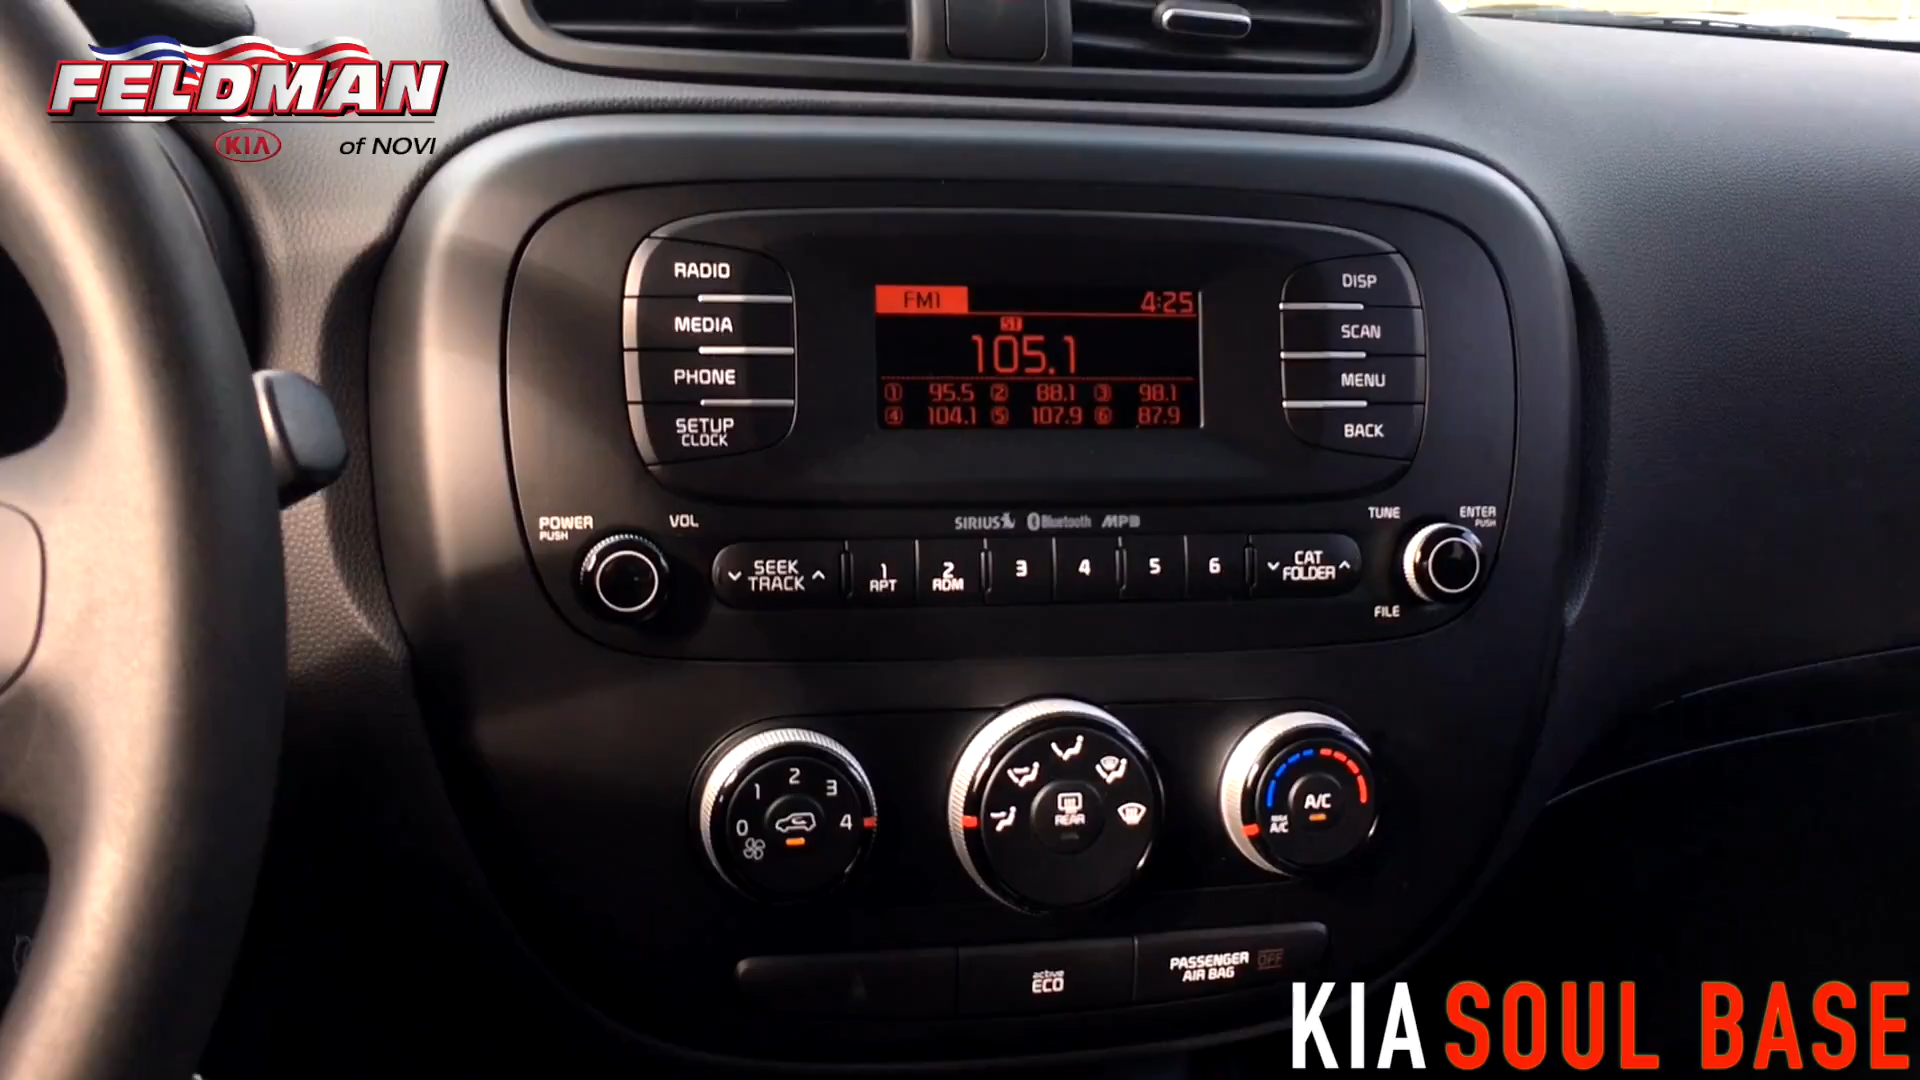 FELDMAN
KIA of NOVI
RADIO
MEDIA
PHONE
SETUP
CLOCK
FM1 4:25
ST
105.1
1 95.5 2 88.1 3 98.1
4 104.1 5 107.9 6 87.9
DISP
SCAN
MENU
BACK
POWER
PUSH
VOL
SIRIUS Bluetooth MP3
TUNE
ENTER
PUSH
SEEK
TRACK
1
RPT
2
RDM
3
4
5
6
CAT
FOLDER
FILE
0 1 2 3 4
REAR
A/C
MAX
A/C
active
ECO
PASSENGER
AIR BAG
OFF
KIA SOUL BASE